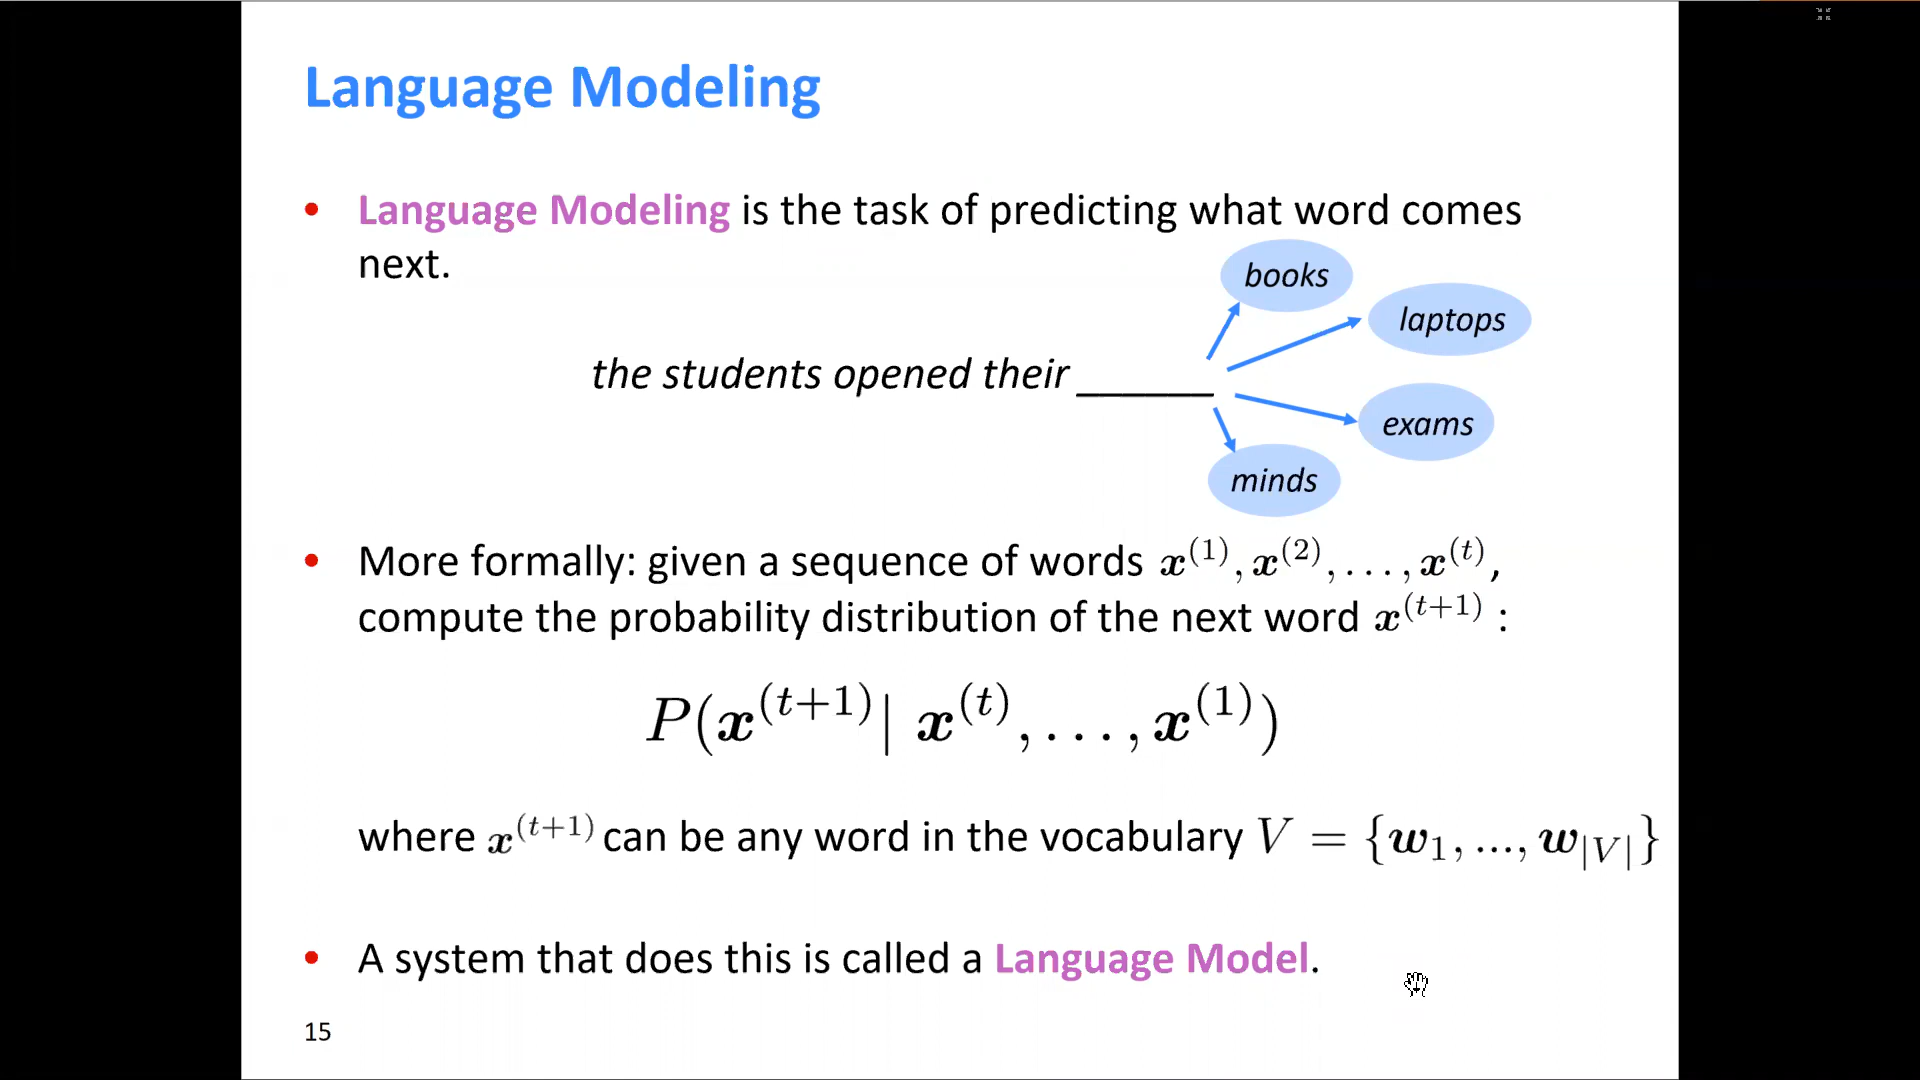 Language Modeling
• Language Modeling is the task of predicting what word comes
next.
books
laptops
the students opened their ______
exams
minds
• More formally: given a sequence of words x^(1), x^(2), . . . , x^(t),
compute the probability distribution of the next word x^(t+1) :
P(x^(t+1)| x^(t), . . . , x^(1))
where x^(t+1) can be any word in the vocabulary V = {w_1, ..., w_|V|}
• A system that does this is called a Language Model.
15